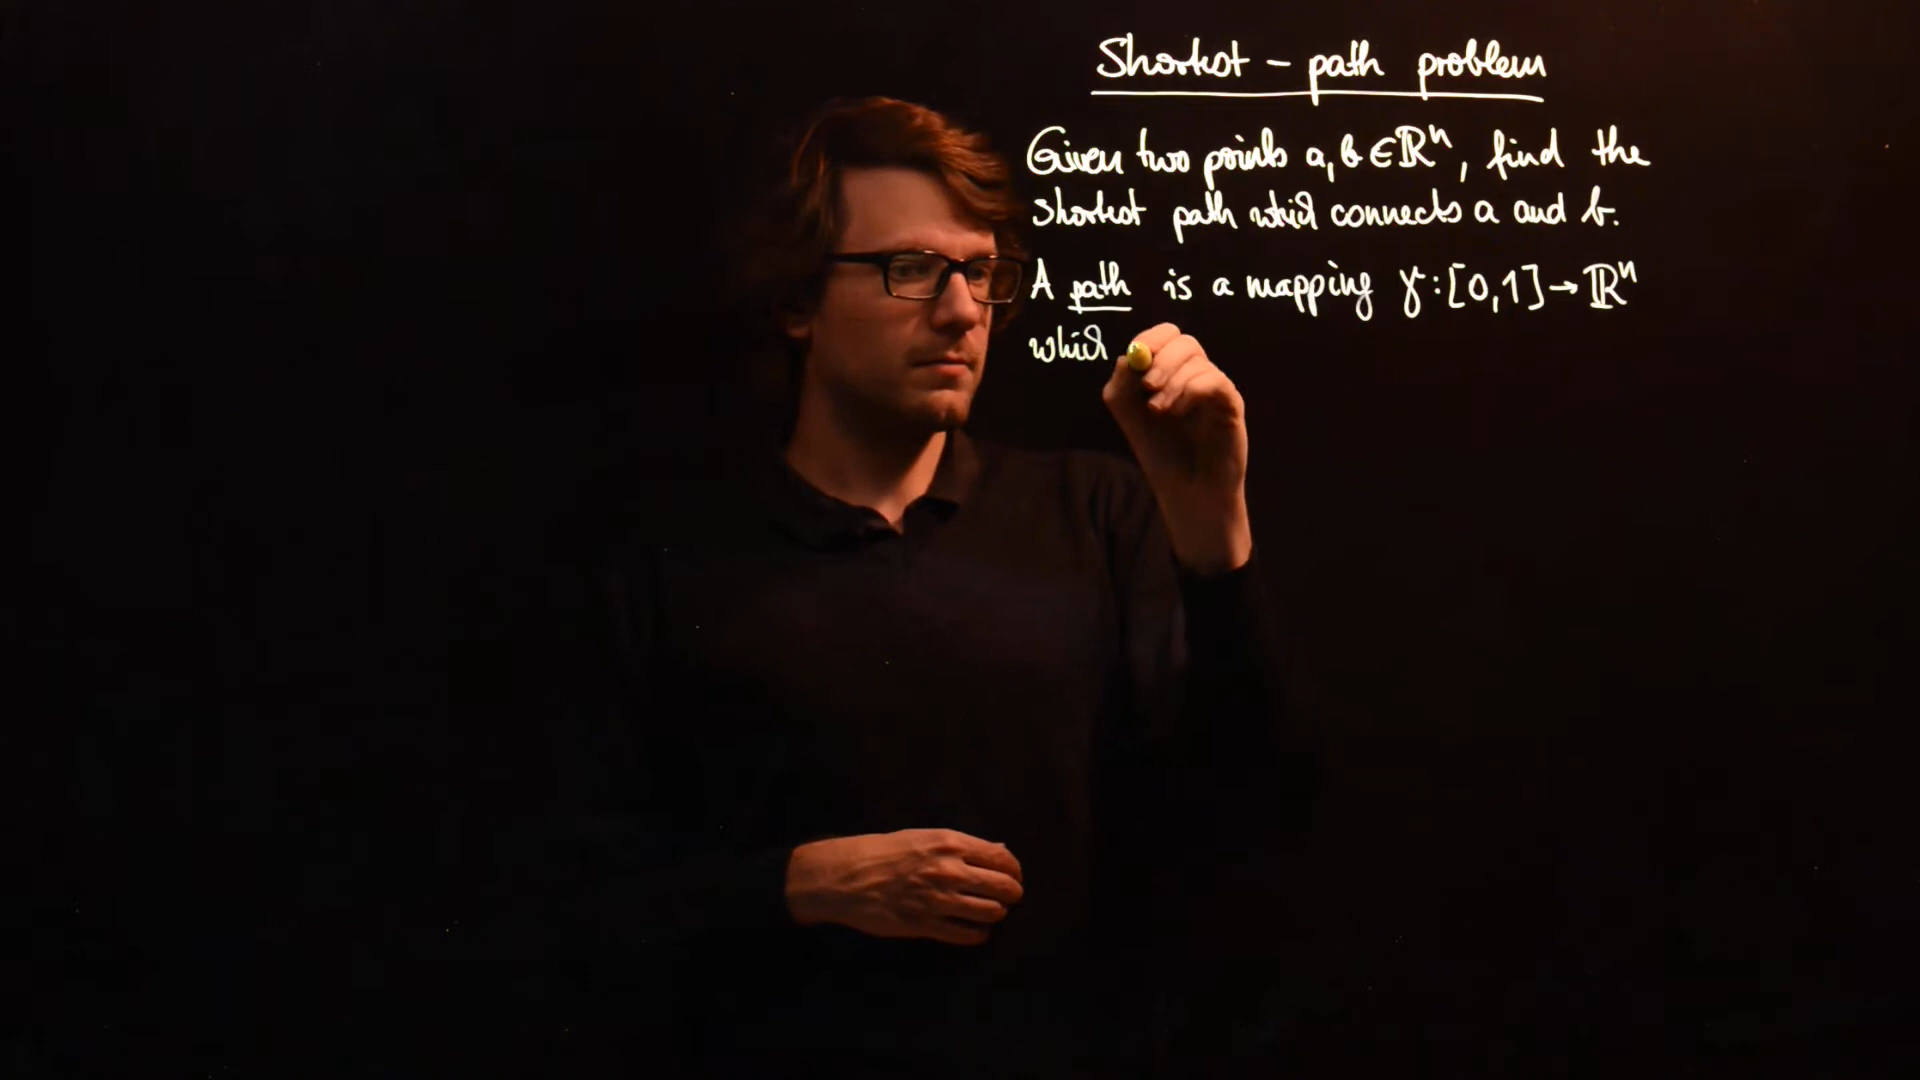 Shortest - path problem
Given two points a, b ∈ ℝⁿ, find the
shortest path which connects a and b.
A path is a mapping γ : [0,1] → ℝⁿ
which